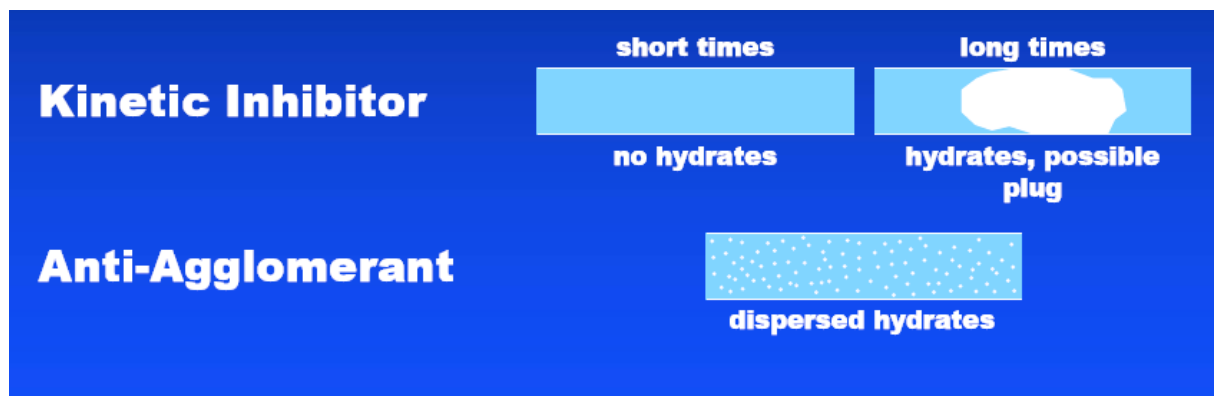 short times
long times
Kinetic Inhibitor
no hydrates
hydrates, possible
plug
Anti-Agglomerant
dispersed hydrates